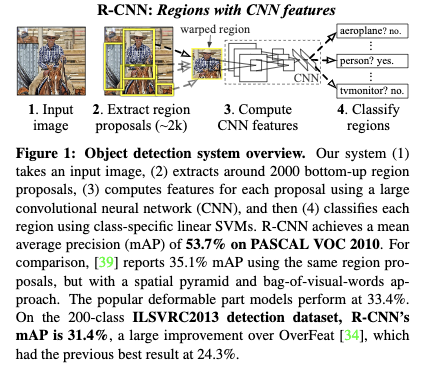 R-CNN: Regions with CNN features
warped region
aeroplane? no.
⋮
person? yes.
CNN
⋮
tvmonitor? no.
1. Input
image
2. Extract region
proposals (~2k)
3. Compute
CNN features
4. Classify
regions
Figure 1: Object detection system overview. Our system (1)
takes an input image, (2) extracts around 2000 bottom-up region
proposals, (3) computes features for each proposal using a large
convolutional neural network (CNN), and then (4) classifies each
region using class-specific linear SVMs. R-CNN achieves a mean
average precision (mAP) of 53.7% on PASCAL VOC 2010. For
comparison, [39] reports 35.1% mAP using the same region pro-
posals, but with a spatial pyramid and bag-of-visual-words ap-
proach. The popular deformable part models perform at 33.4%.
On the 200-class ILSVRC2013 detection dataset, R-CNN’s
mAP is 31.4%, a large improvement over OverFeat [34], which
had the previous best result at 24.3%.